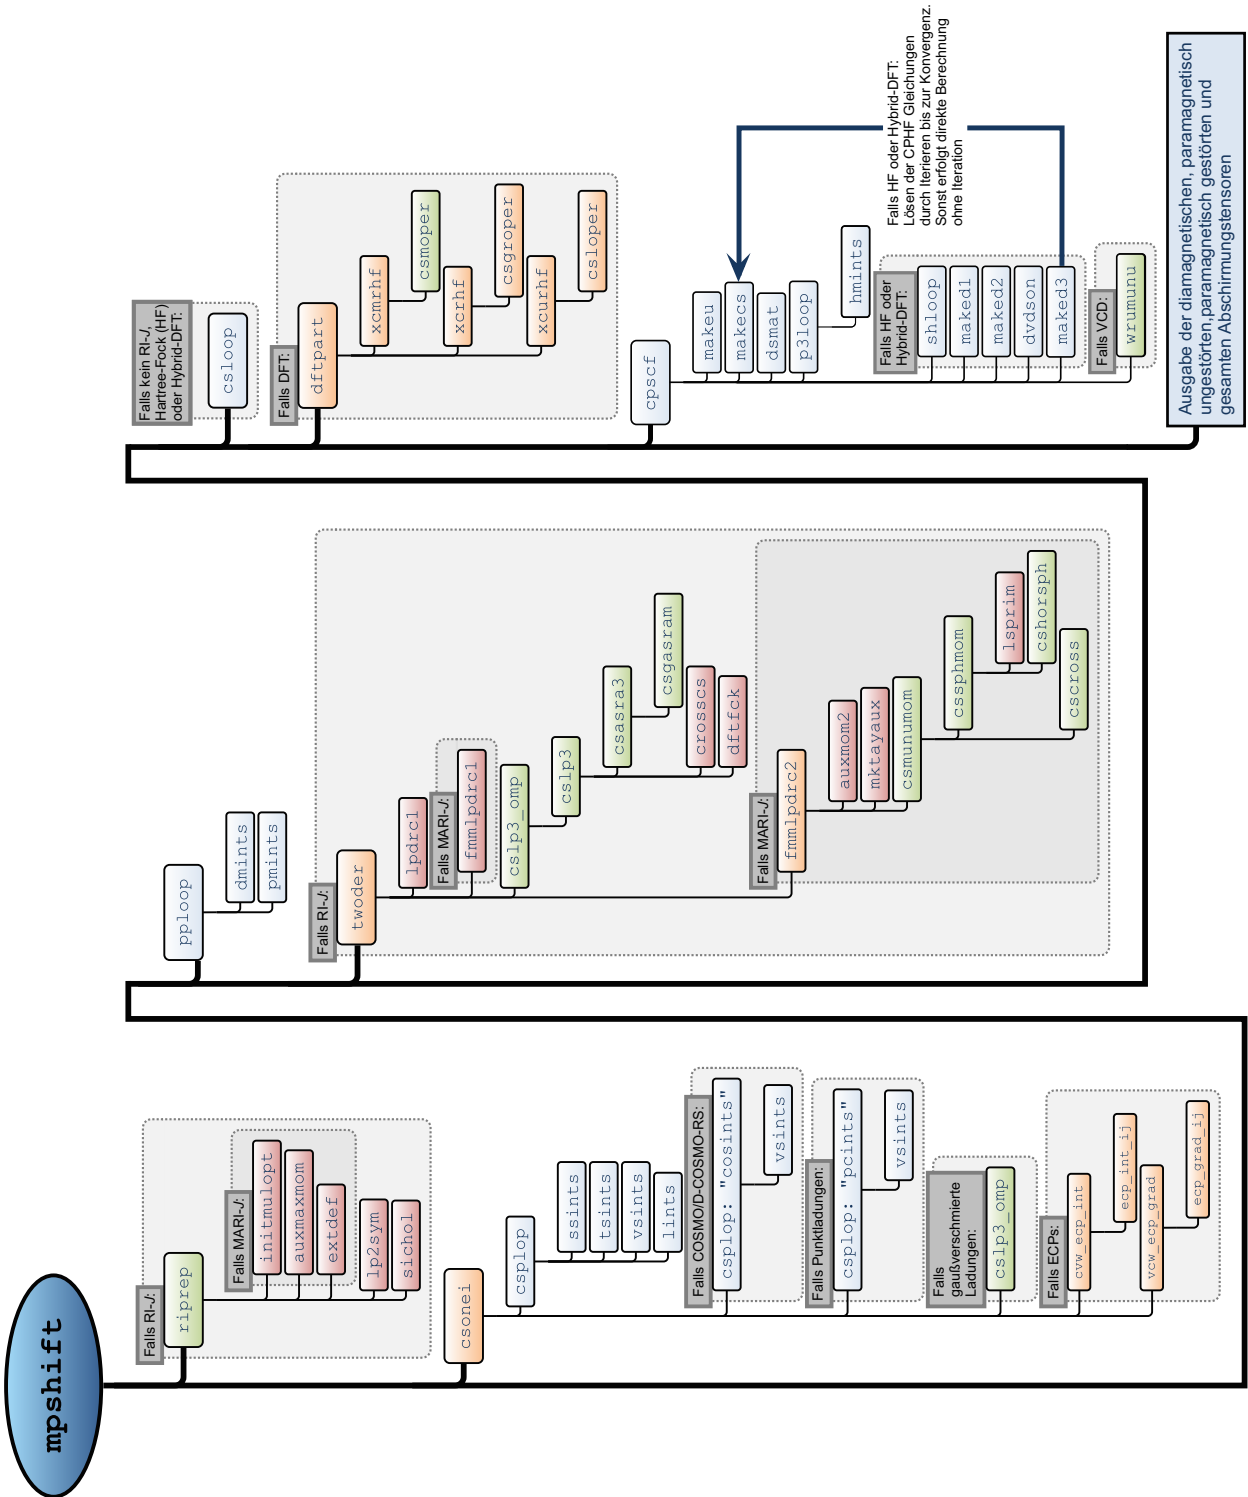 mpshift
Falls RI-J:
riprep
Falls MARI-J:
initmulopt
auxmaxmom
extdef
lp2sym
sichol
csonei
csplop
ssints
tsints
vsints
lints
Falls COSMO/D-COSMO-RS:
csplop: "cosints"
vsints
Falls Punktladungen:
csplop: "pcints"
vsints
Falls
gaußverschmierte
Ladungen:
cslp3_omp
Falls ECPs:
cvw_ecp_int
ecp_int_ij
vcw_ecp_grad
ecp_grad_ij
pploop
dmints
pmints
Falls RI-J:
twoder
lpdrc1
Falls MARI-J:
fmmlpdrc1
cslp3_omp
cslp3
csasra3
csgasram
crosscs
dftfck
Falls MARI-J:
fmmlpdrc2
auxmom2
mktayaux
csmunumom
cssphmom
lsprim
cshorsph
cscross
Falls kein RI-J,
Hartree-Fock (HF)
oder Hybrid-DFT:
csloop
Falls DFT:
dftpart
xcmrhf
csmoper
xcrhf
csgroper
xcurhf
csloper
cpscf
makeu
makecs
dsmat
p3loop
hmints
Falls HF oder
Hybrid-DFT:
shloop
maked1
maked2
dvdson
maked3
Falls HF oder Hybrid-DFT:
Lösen der CPHF Gleichungen
durch Iterieren bis zur Konvergenz.
Sonst erfolgt direkte Berechnung
ohne Iteration
Falls VCD:
wrumunu
Ausgabe der diamagnetischen, paramagnetisch
ungestörten,paramagnetisch gestörten und
gesamten Abschirmungstensoren